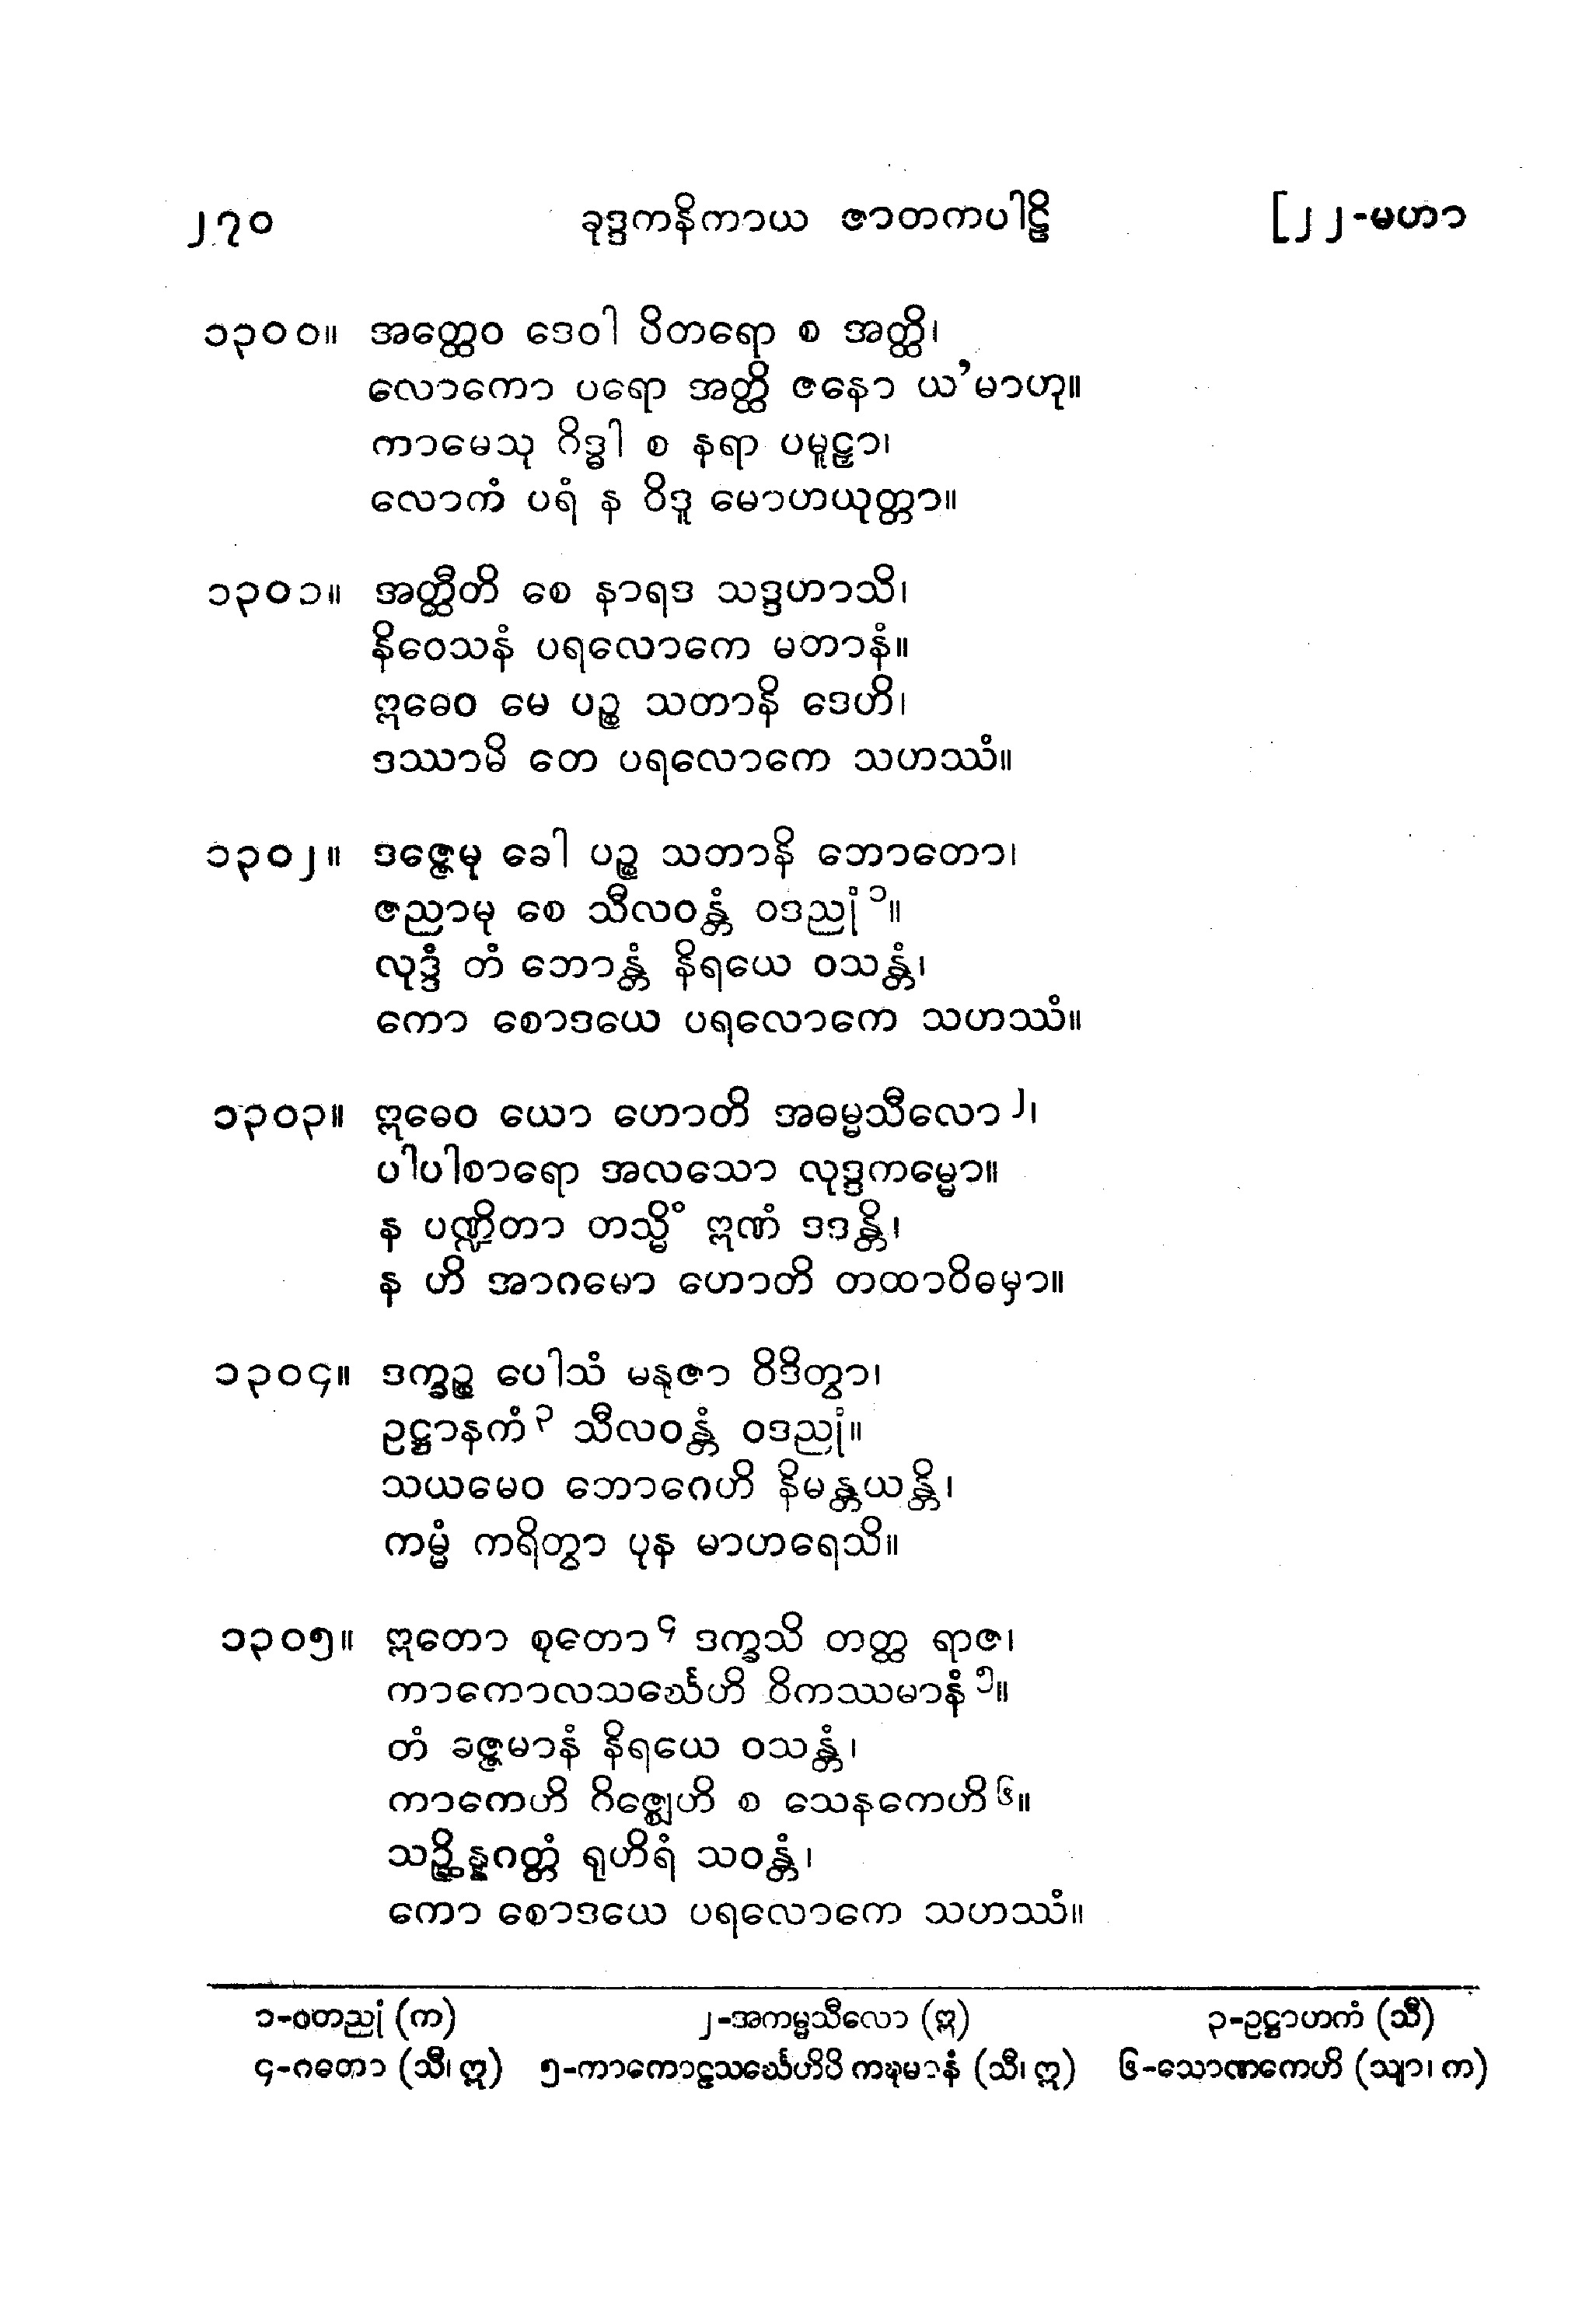 ၂၇၀ ခုဒ္ဒကနိကာယ ဇာတကပါဠိ [၂၂-မဟာ
၁၃၀၀။ အတ္ထေဝ ဒေဝါ ပိတရော စ အတ္ထိ၊
လောကော ပရော အတ္ထိ ဇနော ယ’မာဟု။
ကာမေသု ဂိဒ္ဓါ စ နရာ ပမူဠှာ၊
လောကံ ပရံ န ဝိဒူ မောဟယုတ္တာ။
၁၃၀၁။ အတ္ထီတိ စေ နာရဒ သဒ္ဒဟာသိ၊
နိဝေသနံ ပရလောကေ မတာနံ။
ဣဓေဝ မေ ပဉ္စ သတာနိ ဒေဟိ၊
ဒဿာမိ တေ ပရလောကေ သဟဿံ။
၁၃၀၂။ ဒဇ္ဇေမု ခေါ ပဉ္စ သတာနိ ဘောတော၊
ဇညာမု စေ သီလဝန္တံ ဝဒညုံ ၁။
လုဒ္ဒံ တံ ဘောန္တံ နိရယေ ဝသန္တံ၊
ကော စောဒယေ ပရလောကေ သဟဿံ။
၁၃၀၃။ ဣဓေဝ ယော ဟောတိ အဓမ္မသီလော ၂၊
ပါပါစာရော အလသော လုဒ္ဒကမ္မော။
န ပဏ္ဍိတာ တသ္မိံ ဣဏံ ဒဒန္တိ၊
န ဟိ အာဂမော ဟောတိ တထာဝိဓမှာ။
၁၃၀၄။ ဒက္ခဉ္စ ပေါသံ မနုဇာ ဝိဒိတွာ၊
ဥဋ္ဌာနကံ ၃ သီလဝန္တံ ဝဒညုံ။
သယမေဝ ဘောဂေဟိ နိမန္တယန္တိ၊
ကမ္မံ ကရိတွာ ပုန မာဟရေသိ။
၁၃၀၅။ ဣတော စုတော ၄ ဒက္ခသိ တတ္ထ ရာဇ၊
ကာကောလသင်္ဃေဟိ ဝိကဿမာနံ ၅။
တံ ခဇ္ဇမာနံ နိရယေ ဝသန္တံ၊
ကာကေဟိ ဂိဇ္ဈေဟိ စ သေနကေဟိ ၆။
သဉ္ဆိန္နဂတ္တံ ရုဟိရံ သဝန္တံ၊
ကော စောဒယေ ပရလောကေ သဟဿံ။
၁-ဝတညုံ (က) ၂-အကမ္မသီလော (ဣ) ၃-ဥဋ္ဌာဟကံ (သီ)
၄-ဂတော (သီ၊ ဣ) ၅-ကာကောဠသင်္ဃေဟိပိ ကဍ္ဎမာနံ (သီ၊ ဣ) ၆-သောဏကေဟိ (သျာ၊ က)